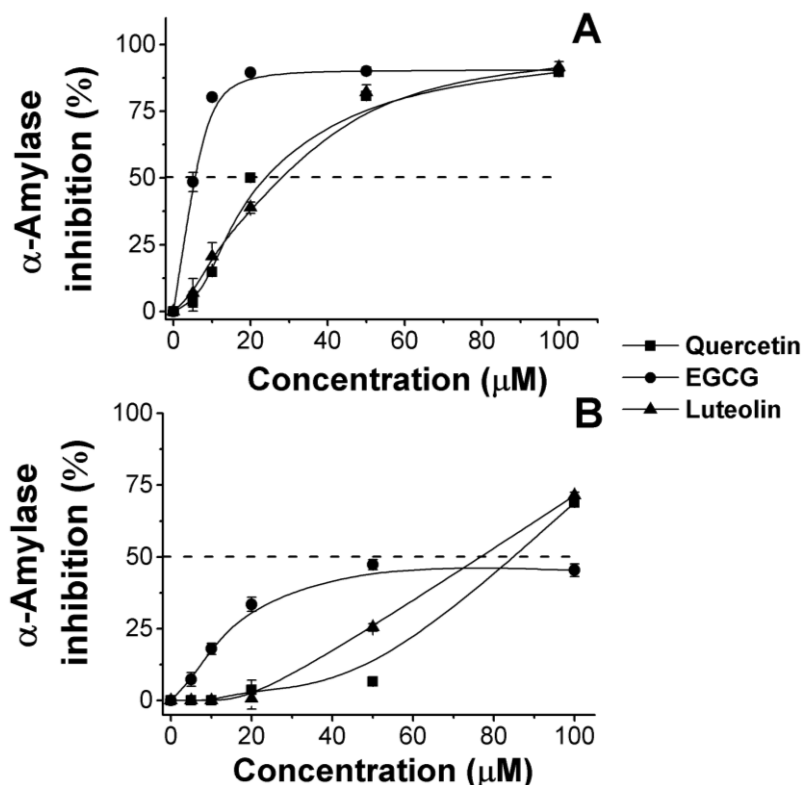 A
100
75
50
25
0
α-Amylase
inhibition (%)
0 20 40 60 80 100
Concentration (μM)
Quercetin
EGCG
Luteolin
B
100
75
50
25
0
α-Amylase
inhibition (%)
0 20 40 60 80 100
Concentration (μM)